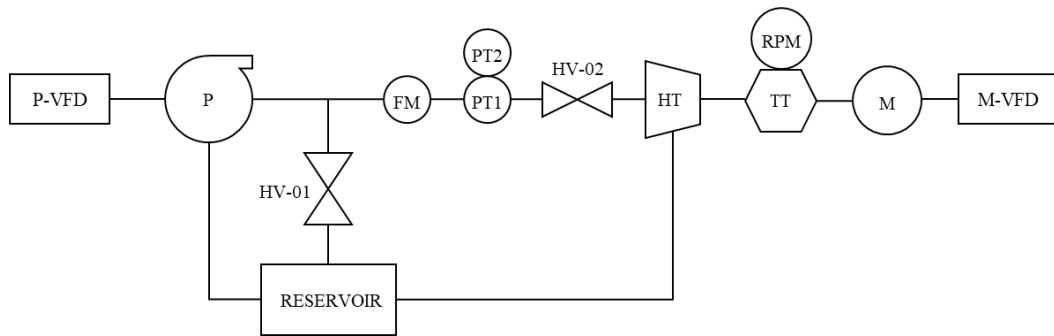 RPM
PT2
HV-02
P-VFD
P
FM
PT1
HT
TT
M
M-VFD
HV-01
RESERVOIR